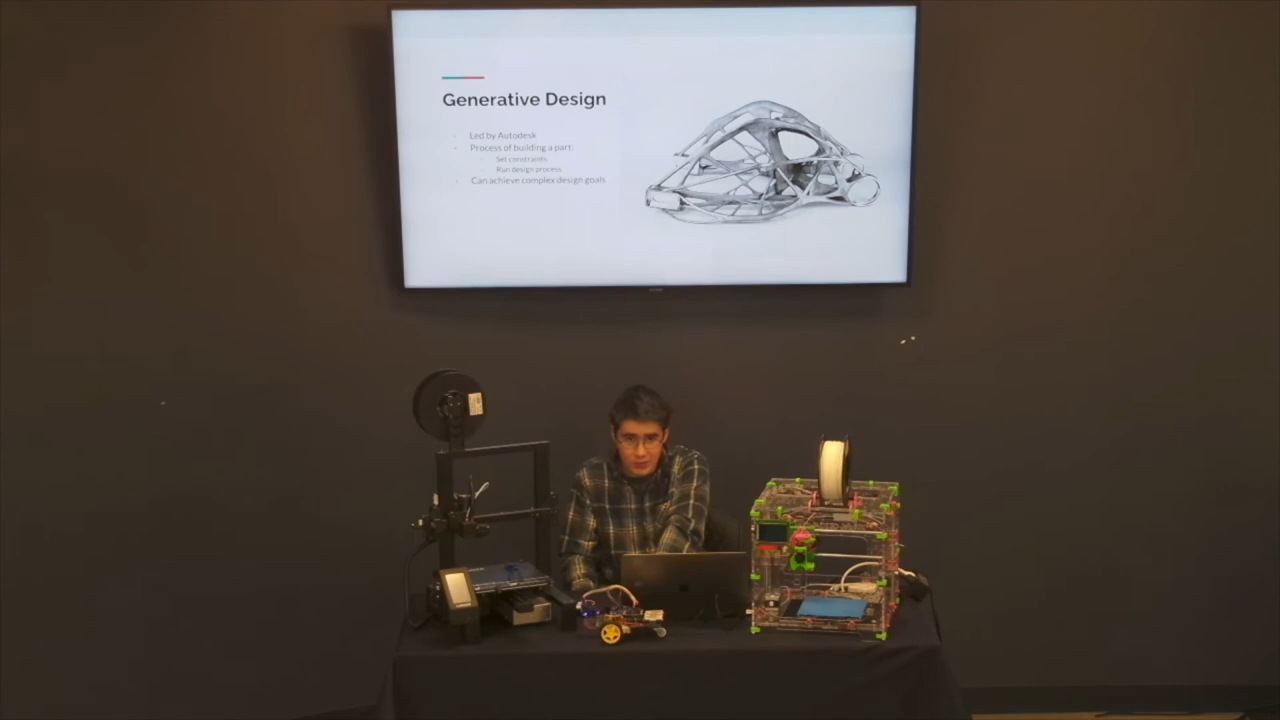 Generative Design
- Led by Autodesk
- Process of building a part:
- Set constraints
- Run design process
- Can achieve complex design goals